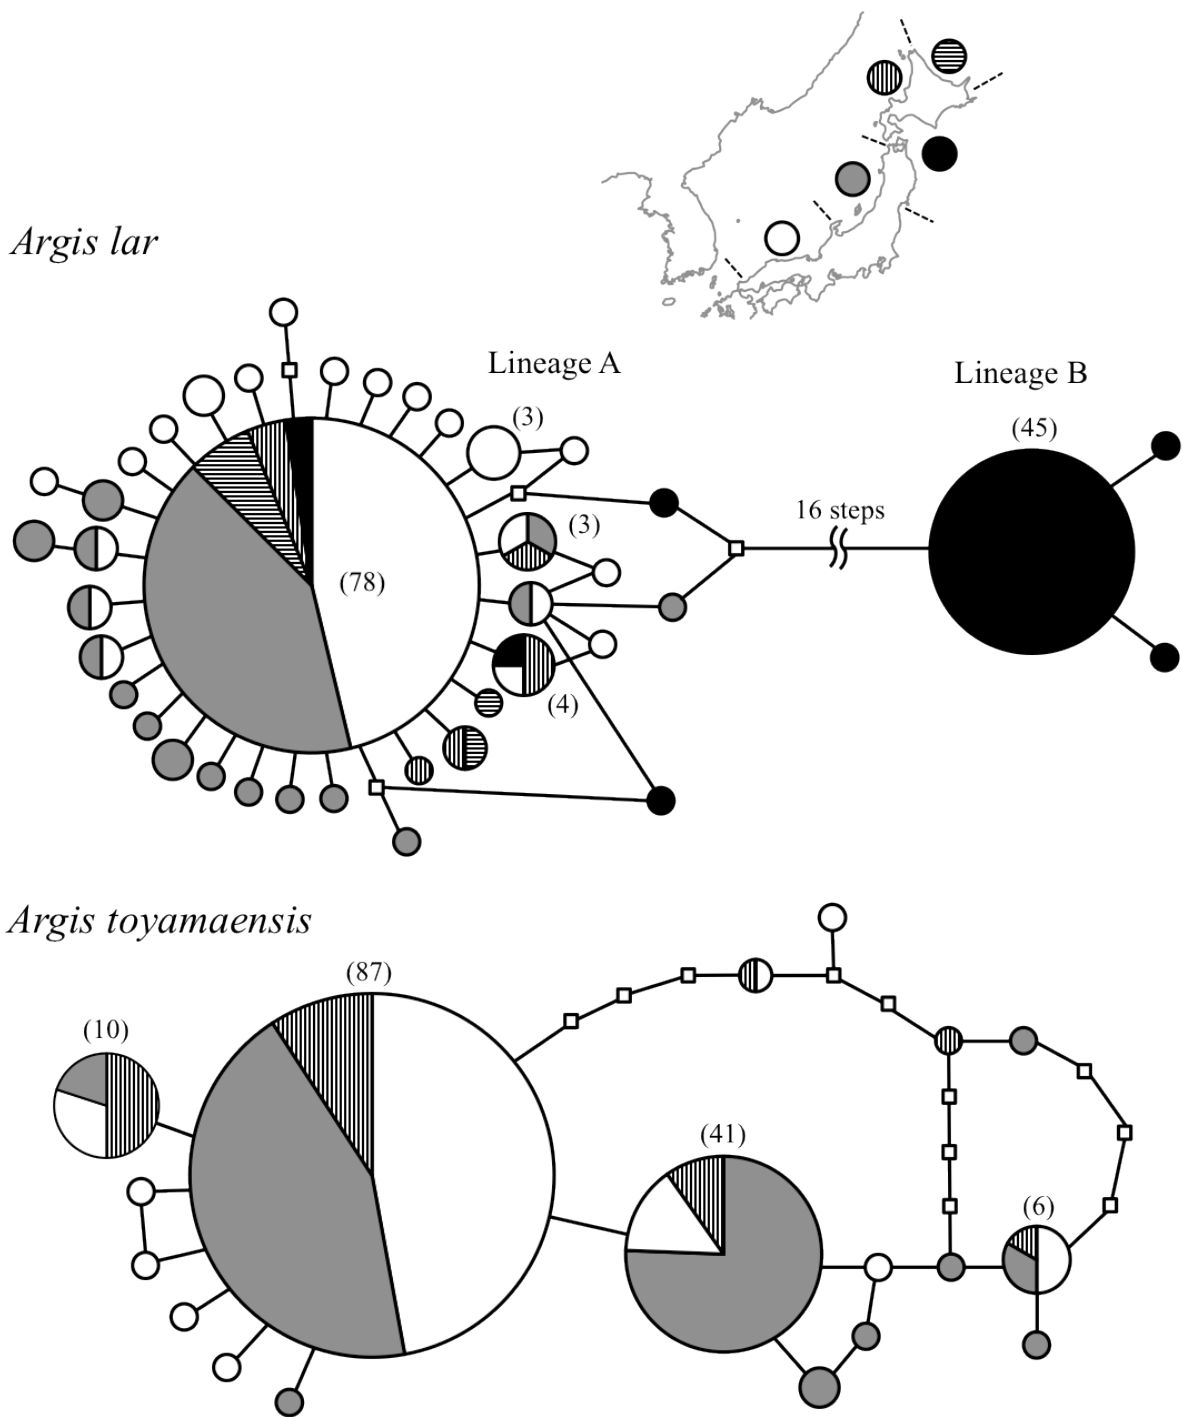 Argis lar
Lineage A
Lineage B
(3)
(45)
16 steps
(3)
(78)
(4)
Argis toyamaensis
(87)
(10)
(41)
(6)